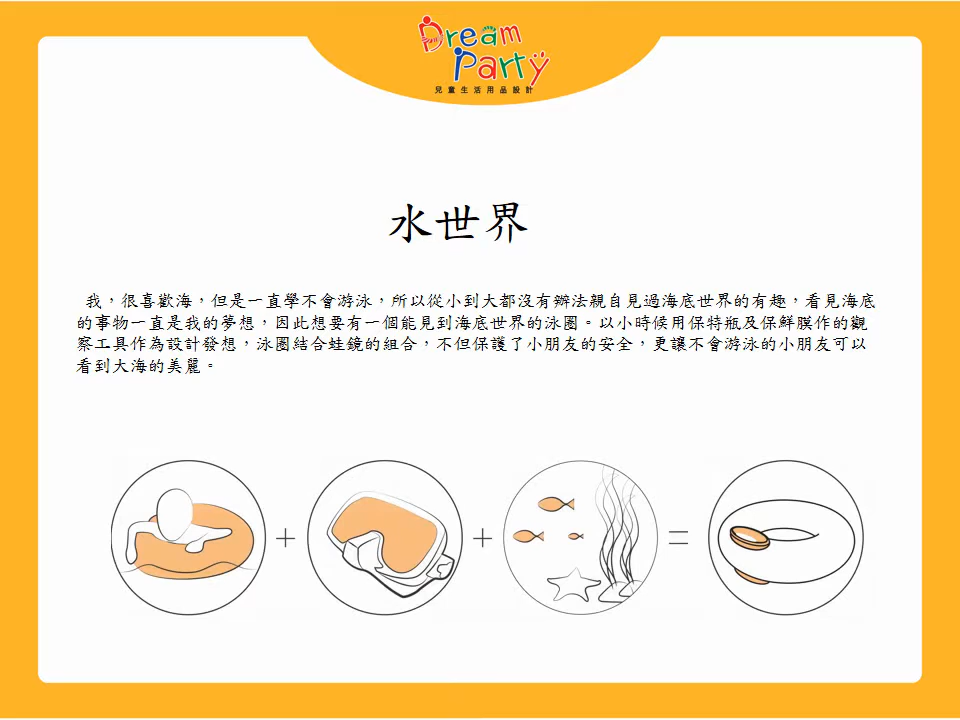 Dream
Party
兒童生活用品設計
水世界
我，很喜歡海，但是一直學不會游泳，所以從小到大都沒有辦法親自見過海底世界的有趣，看見海底
的事物一直是我的夢想，因此想要有一個能見到海底世界的泳圈。以小時候用保特瓶及保鮮膜作的觀
察工具作為設計發想，泳圈結合蛙鏡的組合，不但保護了小朋友的安全，更讓不會游泳的小朋友可以
看到大海的美麗。
+ + =